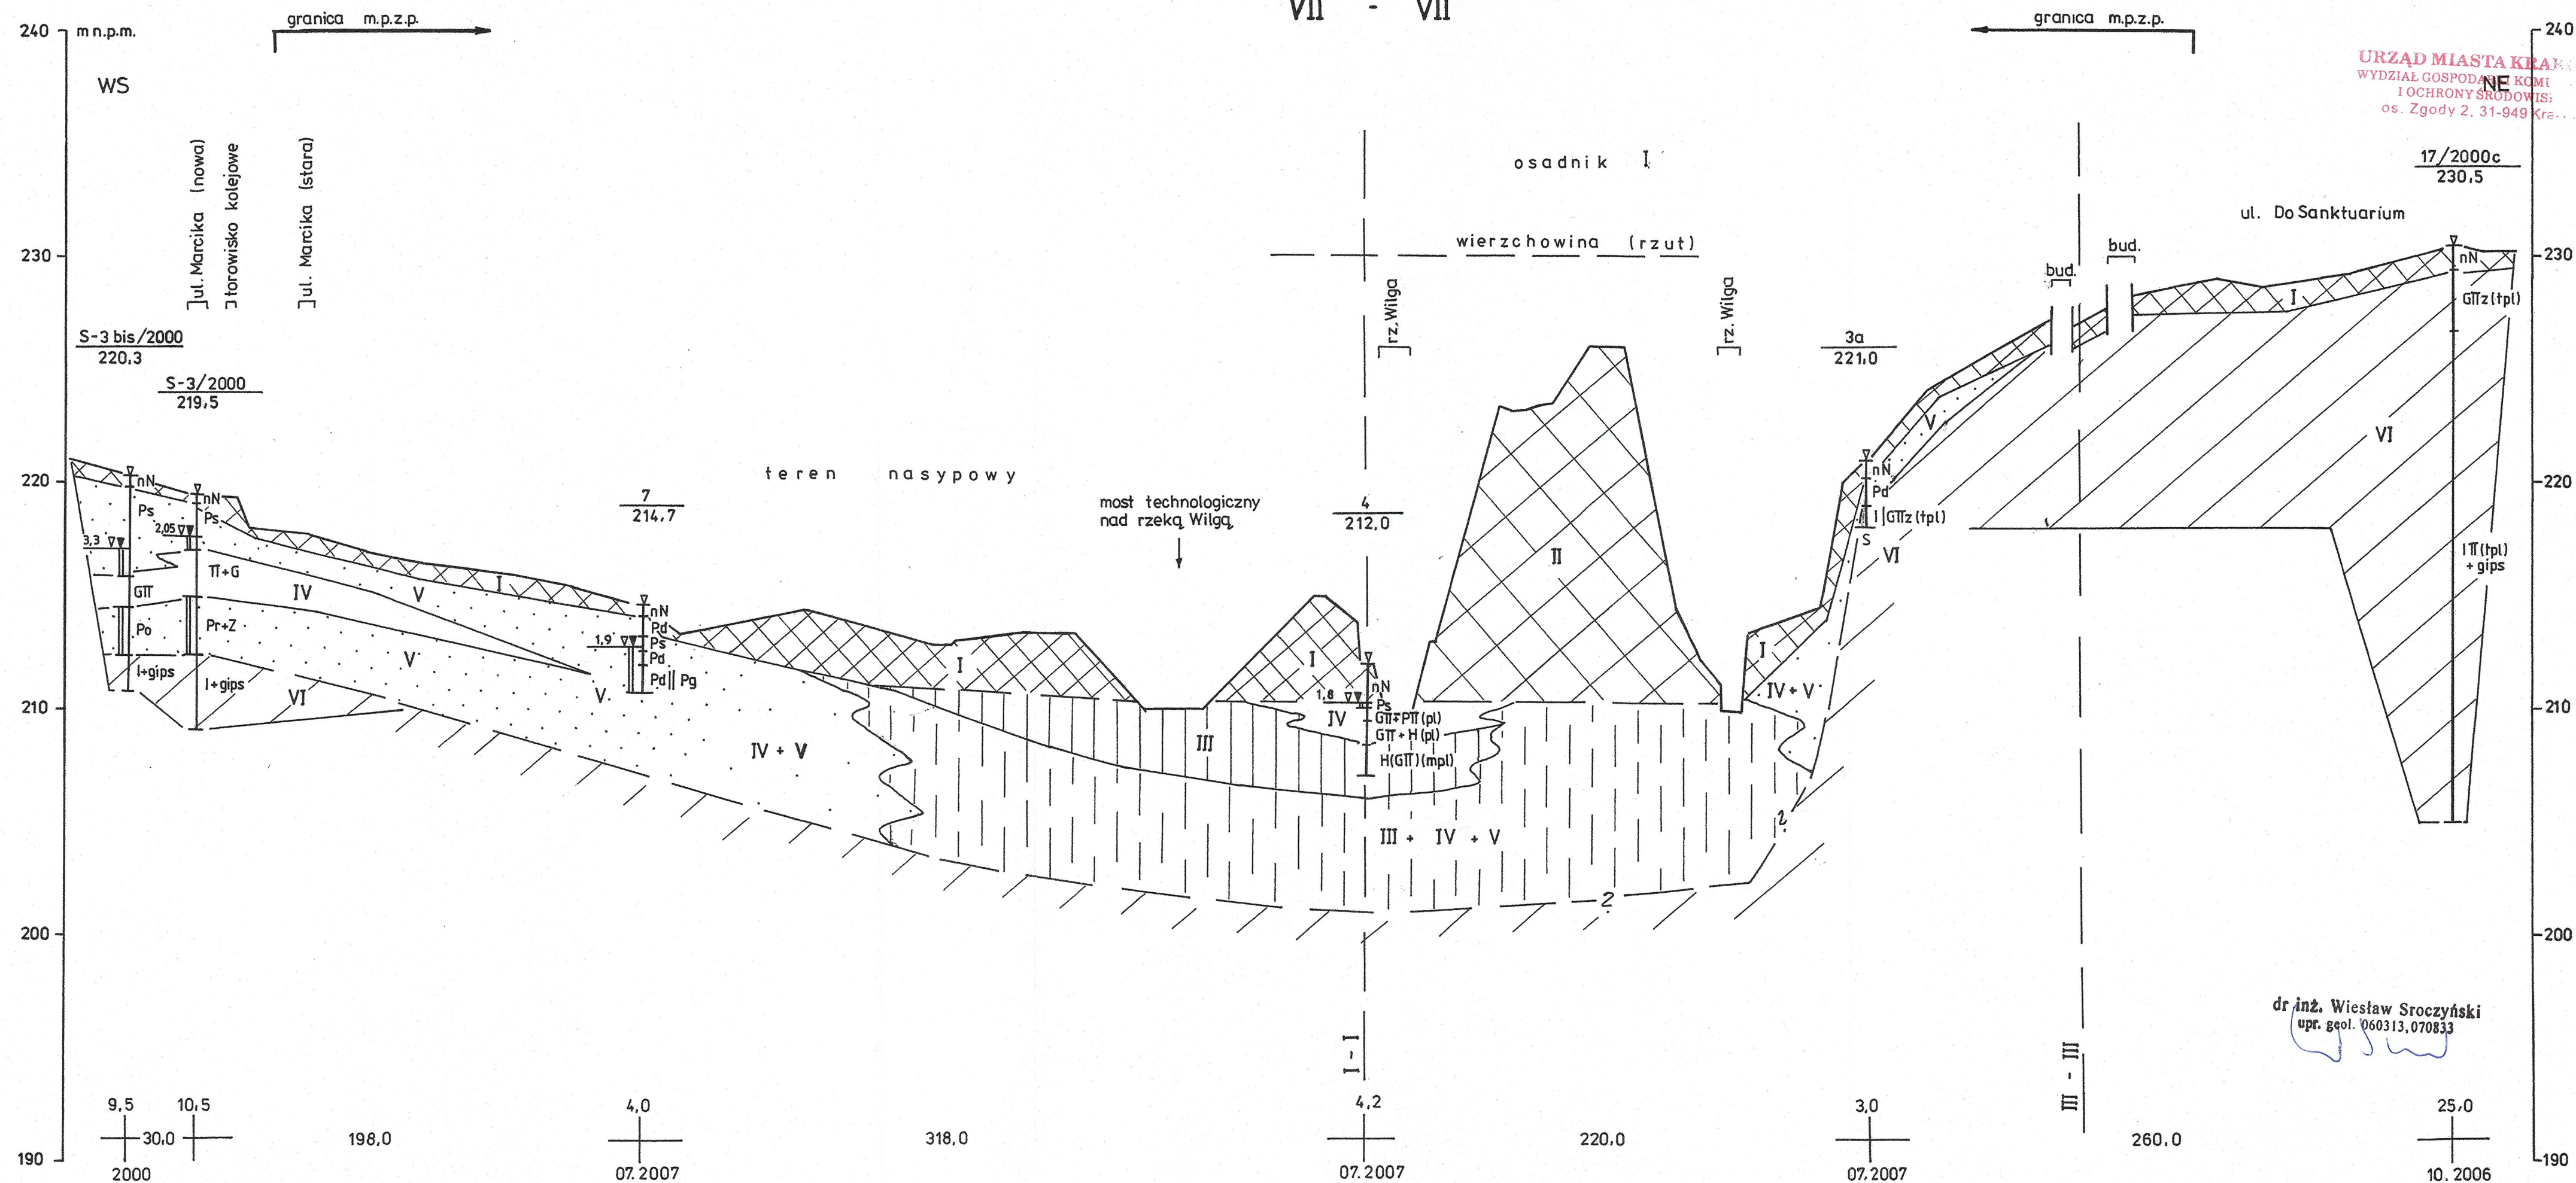 VII - VII
granica m.p.z.p.
granica m.p.z.p.
240
m n.p.m.
240
WS
NE
URZĄD MIASTA
WYDZIAŁ
I OCHRONY
os. Zgody 2, 31-949
ul. Marcika (nowa)
torowisko kolejowe
ul. Marcika (stara)
osadnik I
17/2000c
230,5
ul. Do Sanktuarium
wierzchowina (rzut)
230
230
bud.
bud.
rz. Wilga
rz. Wilga
S-3 bis/2000
220,3
S-3/2000
219,5
3a
221,0
nN
GΠz (tpl)
I
V
VI
teren nasypowy
7
214,7
most technologiczny
nad rzeką Wilgą
4
212,0
220
220
nN
nN
Ps
Ps
2,05
3,3
nN
Pd
I|GΠz (tpl)
S
VI
IΠ(tpl)
+ gips
II
Π+G
GΠ
IV
V
I
Po
Pr+Z
nN
Pd
Ps
1,9
Pd
Pd || Pg
V
V
I+gips
I+gips
VI
I
I
I
IV+V
nN
1,8
Ps
IV
GΠ+PΠ(pl)
GΠ+H(pl)
H(GΠ)(mpl)
210
210
III
IV + V
III + IV + V
?
?
200
200
dr inż. Wiesław Sroczyński
upr. geol. 060313,070833
I - I
III - III
9,5
10,5
4,0
4,2
3,0
25,0
30,0
198,0
318,0
220,0
260,0
190
190
2000
07.2007
07.2007
07.2007
10.2006